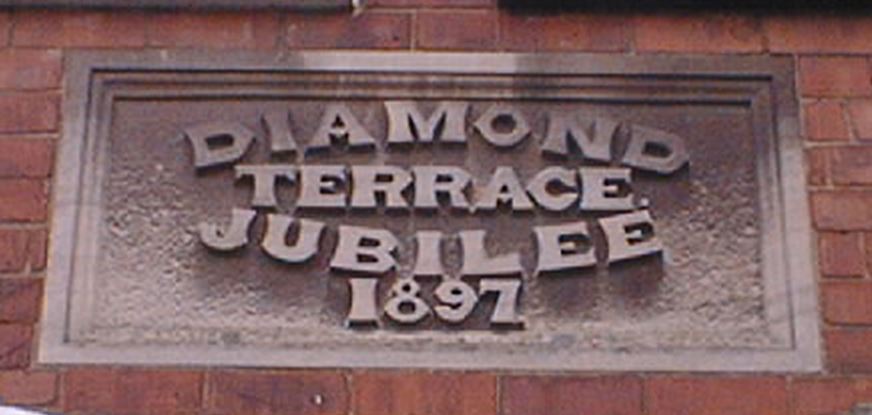 DIAMOND
TERRACE.
JUBILEE
1897